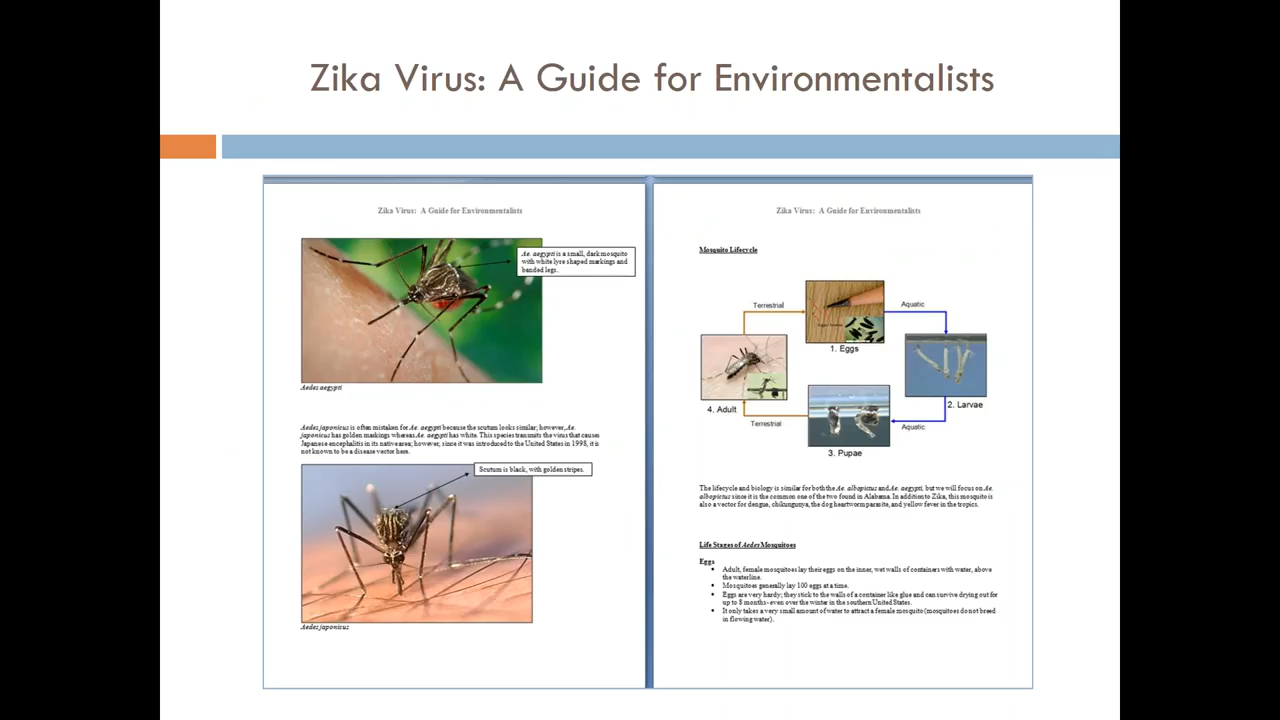 Zika Virus: A Guide for Environmentalists
Zika Virus: A Guide for Environmentalists
Ae. aegypti is a small, dark mosquito
with white lyre shaped markings and
banded legs.
Aedes aegypti
Aedes japonicus is often mistaken for Ae. aegypti because the scutum looks similar; however, Ae.
japonicus has golden markings whereas Ae. aegypti has white. This species transmits the virus that causes
Japanese encephalitis in its native area; however, since it was introduced to the United States in 1998, it is
not known to be a disease vector here.
Scutum is black, with golden stripes.
Aedes japonicus
Zika Virus: A Guide for Environmentalists
Mosquito Lifecycle
Terrestrial
Aquatic
1. Eggs
4. Adult
2. Larvae
Terrestrial
Aquatic
3. Pupae
The lifecycle and biology is similar for both the Ae. albopictus and Ae. aegypti, but we will focus on Ae.
albopictus since it is the common one of the two found in Alabama. In addition to Zika, this mosquito is
also a vector for dengue, chikungunya, the dog heartworm parasite, and yellow fever in the tropics.
Life Stages of Aedes Mosquitoes
Eggs
• Adult, female mosquitoes lay their eggs on the inner, wet walls of containers with water, above
the waterline.
• Mosquitoes generally lay 100 eggs at a time.
• Eggs are very hardy; they stick to the walls of a container like glue and can survive drying out for
up to 8 months- even over the winter in the southern United States.
• It only takes a very small amount of water to attract a female mosquito (mosquitoes do not breed
in flowing water).